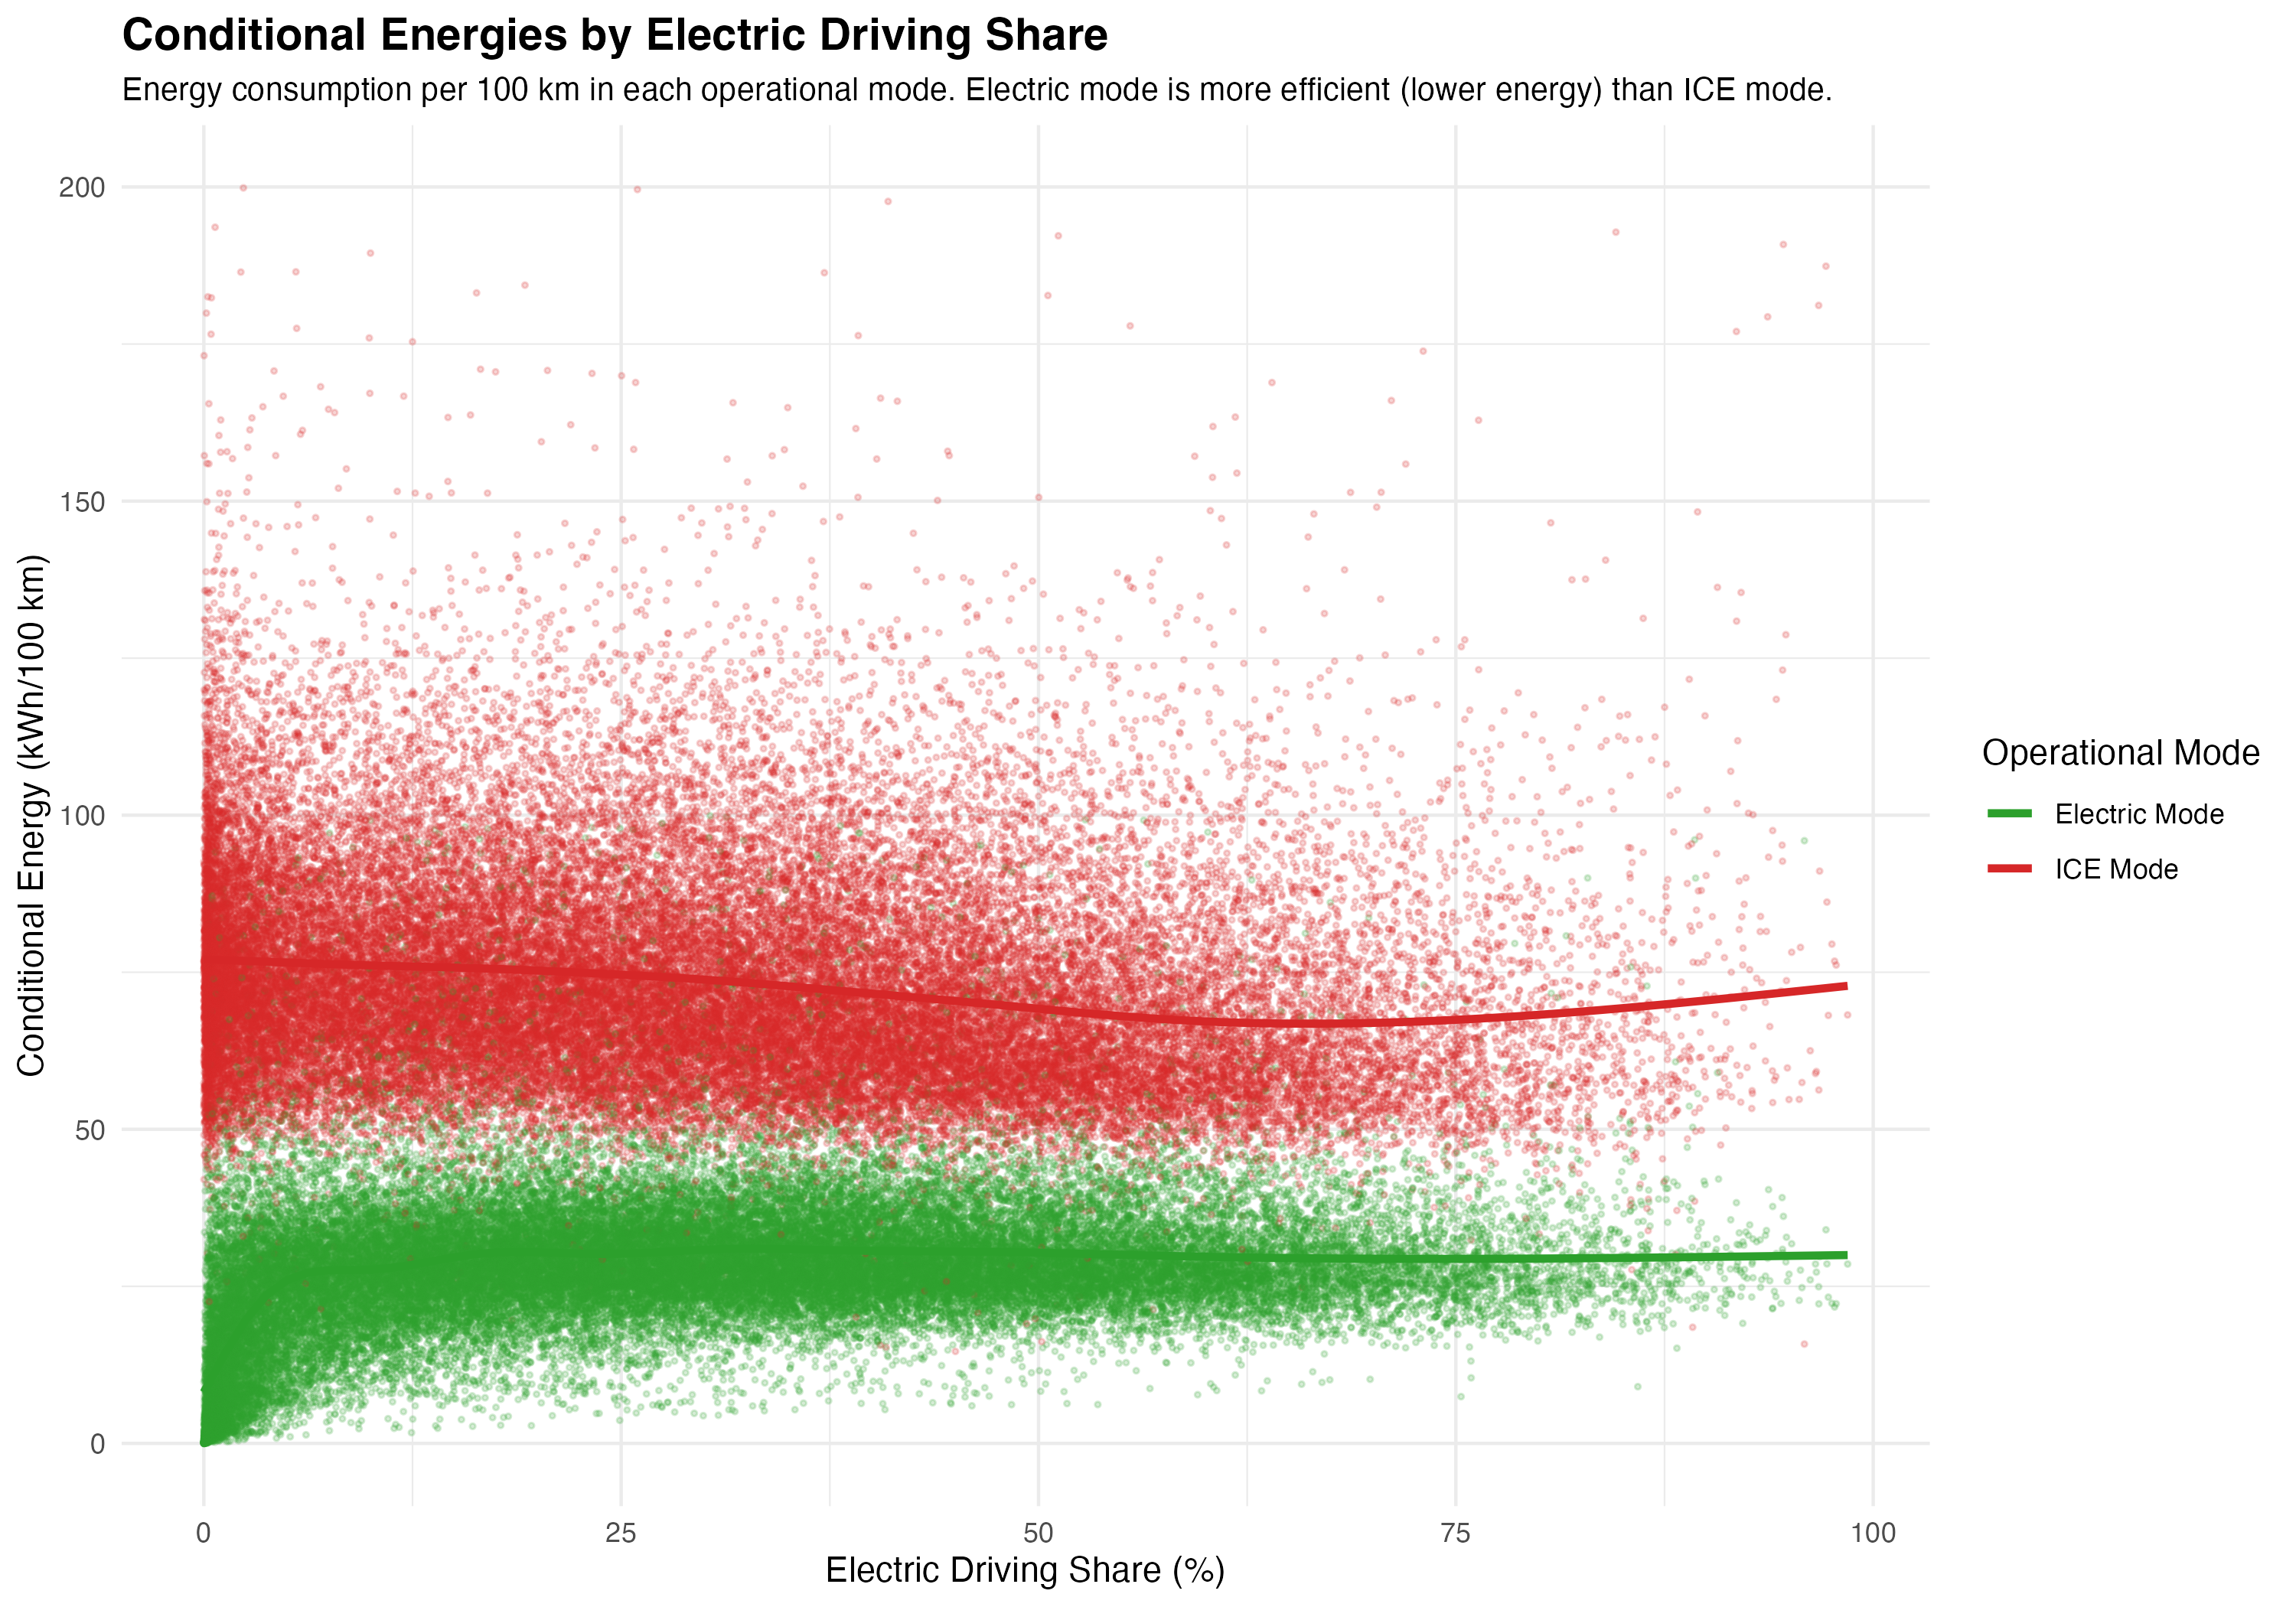 Conditional Energies by Electric Driving Share
Energy consumption per 100 km in each operational mode. Electric mode is more efficient (lower energy) than ICE mode.
Conditional Energy (kWh/100 km)
200
150
100
50
0
0 25 50 75 100
Electric Driving Share (%)
Operational Mode
Electric Mode
ICE Mode